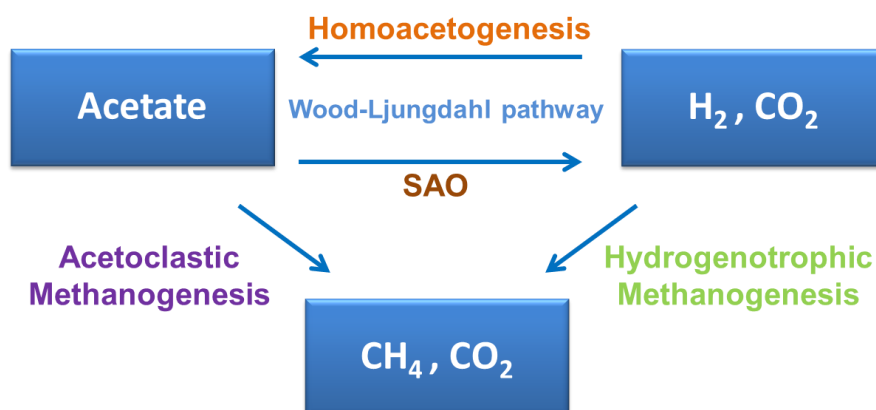 Homoacetogenesis
Acetate
Wood-Ljungdahl pathway
H₂ , CO₂
SAO
Acetoclastic
Methanogenesis
Hydrogenotrophic
Methanogenesis
CH₄ , CO₂